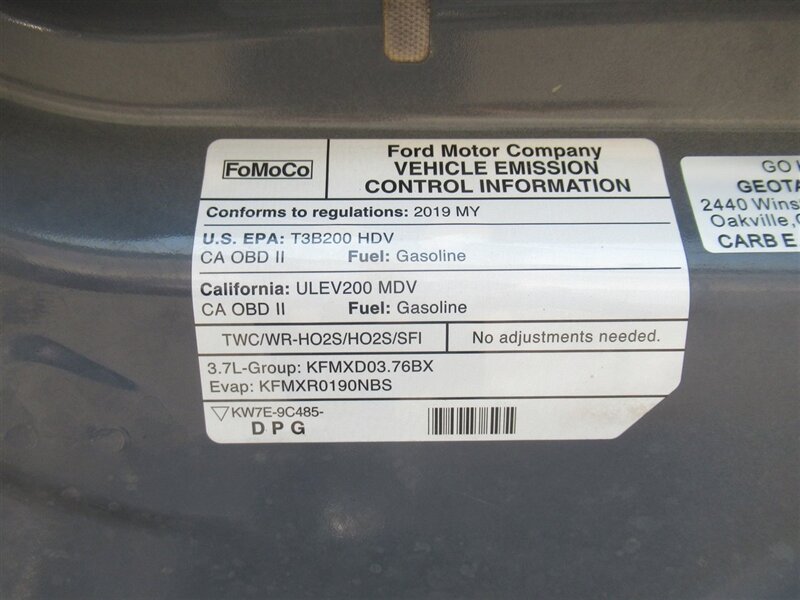 FoMoCo
Ford Motor Company
VEHICLE EMISSION
CONTROL INFORMATION
Conforms to regulations: 2019 MY
U.S. EPA: T3B200 HDV
CA OBD II Fuel: Gasoline
California: ULEV200 MDV
CA OBD II Fuel: Gasoline
TWC/WR-HO2S/HO2S/SFI No adjustments needed.
3.7L-Group: KFMXD03.76BX
Evap: KFMXR0190NBS
KW7E-9C485-
DPG
GO
GEOTA
2440 Wins
Oakville,
CARB E